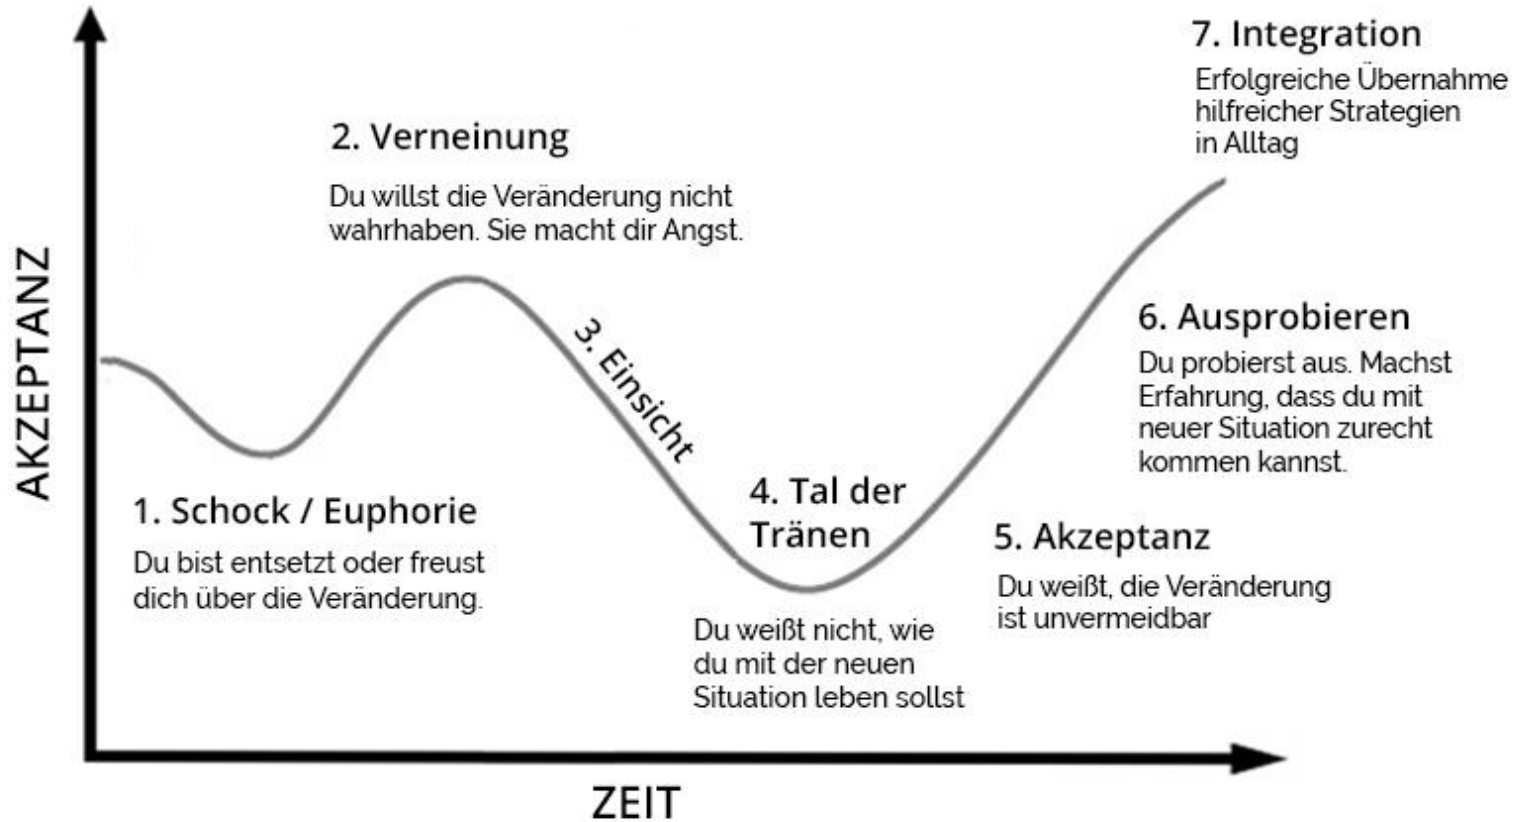 7. Integration
Erfolgreiche Übernahme
hilfreicher Strategien
in Alltag
2. Verneinung
Du willst die Veränderung nicht
wahrhaben. Sie macht dir Angst.
AKZEPTANZ
3. Einsicht
6. Ausprobieren
Du probierst aus. Machst
Erfahrung, dass du mit
neuer Situation zurecht
kommen kannst.
1. Schock / Euphorie
Du bist entsetzt oder freust
dich über die Veränderung.
4. Tal der
Tränen
Du weißt nicht, wie
du mit der neuen
Situation leben sollst
5. Akzeptanz
Du weißt, die Veränderung
ist unvermeidbar
ZEIT